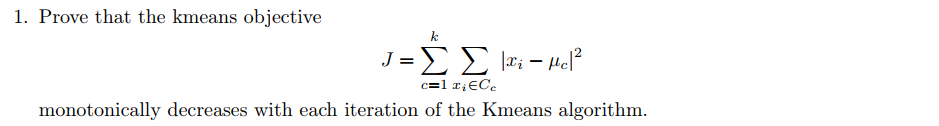 1. Prove that the kmeans objective
J = \sum_{c=1}^{k} \sum_{x_i \in C_c} |x_i − μ_c|^2
monotonically decreases with each iteration of the Kmeans algorithm.